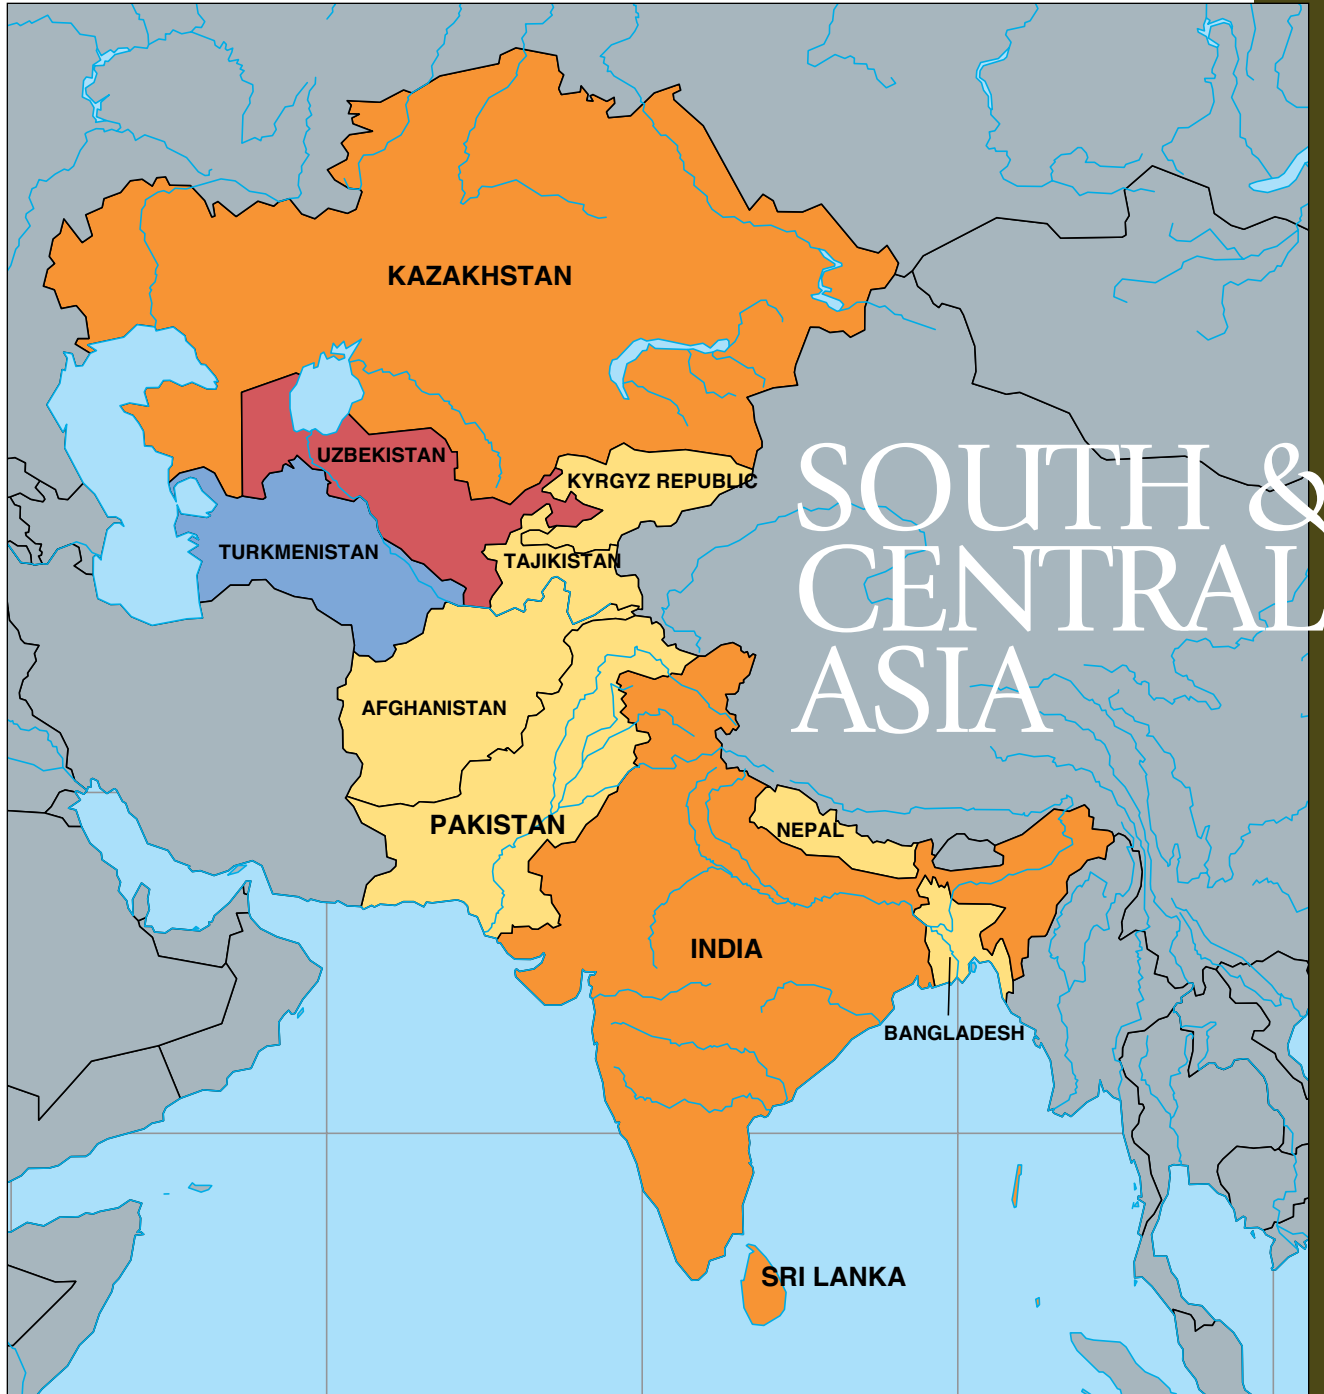 KAZAKHSTAN
UZBEKISTAN
KYRGYZ REPUBLIC
SOUTH &
CENTRAL
ASIA
TURKMENISTAN
TAJIKISTAN
AFGHANISTAN
PAKISTAN
NEPAL
INDIA
BANGLADESH
SRI LANKA